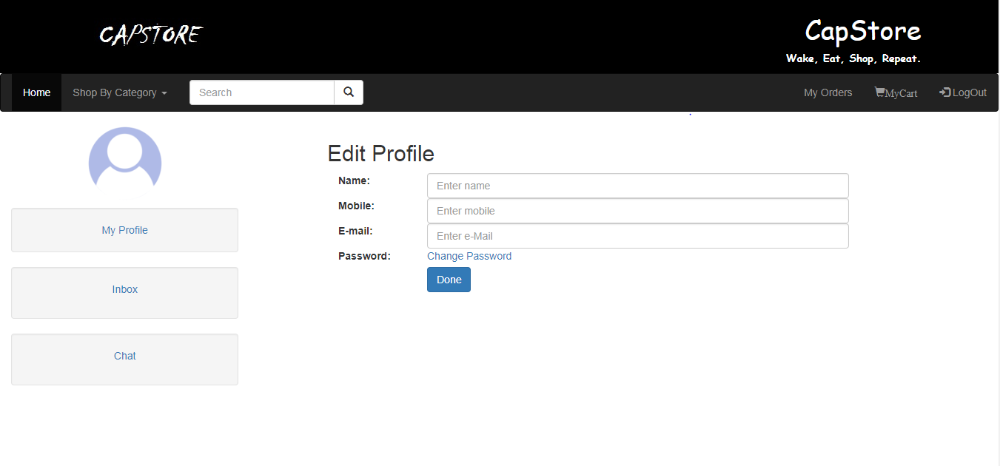 CAPSTORE
CapStore
Wake, Eat, Shop, Repeat.
Home Shop By Category Search My Orders MyCart LogOut
Edit Profile
Name: Enter name
Mobile: Enter mobile
E-mail: Enter e-Mail
Password: Change Password
Done
My Profile
Inbox
Chat